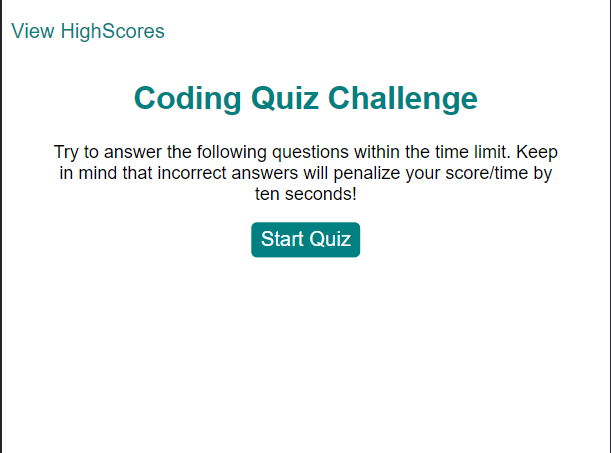 View HighScores
Coding Quiz Challenge
Try to answer the following questions within the time limit. Keep
in mind that incorrect answers will penalize your score/time by
ten seconds!
Start Quiz